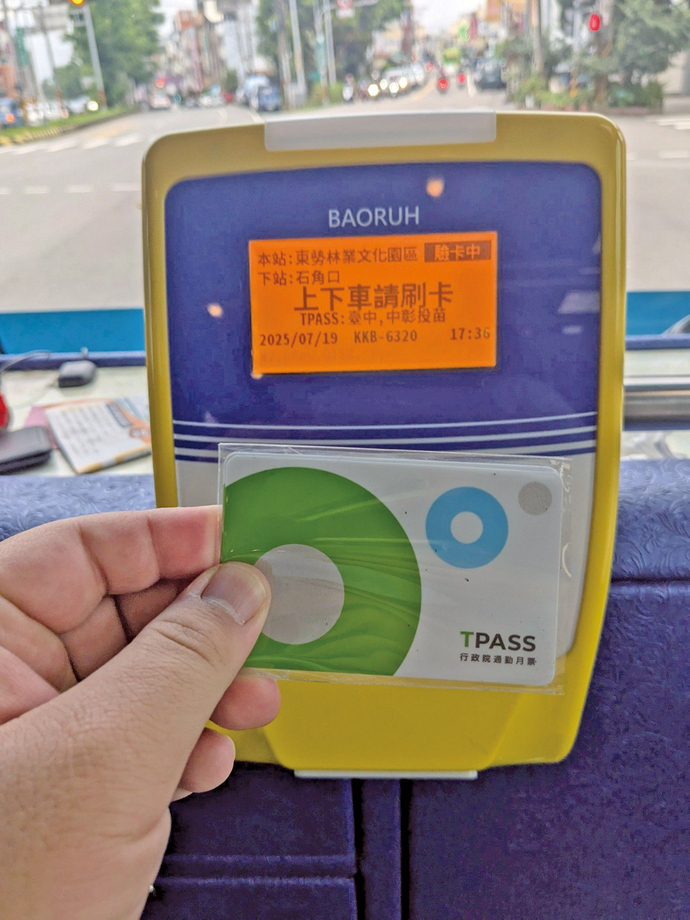 BAORUH
本站:東勢林業文化園區 驗卡中
下站:石角口
上下車請刷卡
TPASS:臺中,中彰投苗
2025/07/19 KKB-6320 17:36
TPASS
行政院通勤月票